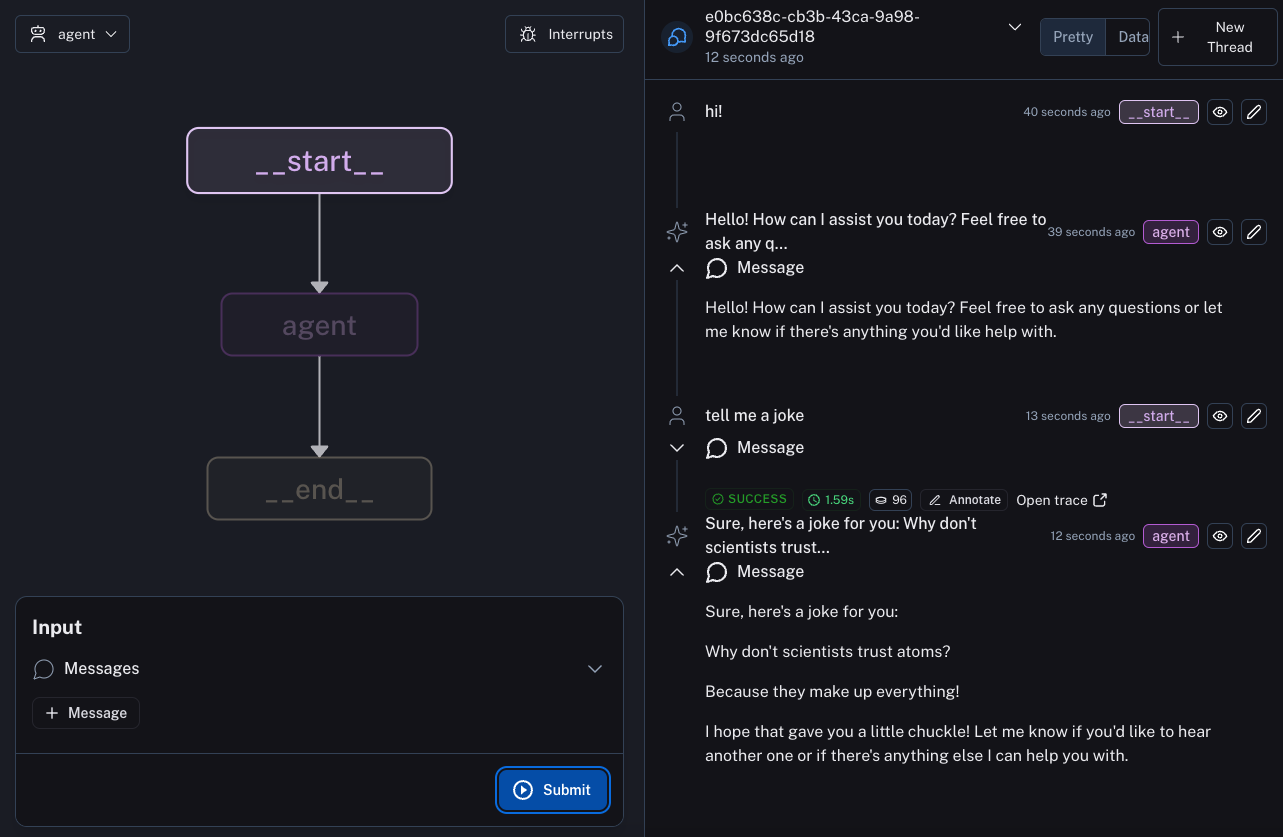 agent
Interrupts
__start__
agent
__end__
Input
Messages
+ Message
Submit
e0bc638c-cb3b-43ca-9a98-
9f673dc65d18
12 seconds ago
Pretty
Data
+ New
Thread
hi!
40 seconds ago
__start__
Hello! How can I assist you today? Feel free to
ask any q...
39 seconds ago
agent
Message
Hello! How can I assist you today? Feel free to ask any questions or let
me know if there's anything you'd like help with.
tell me a joke
13 seconds ago
__start__
Message
SUCCESS
1.59s
96
Annotate
Open trace
Sure, here's a joke for you: Why don't
scientists trust...
12 seconds ago
agent
Message
Sure, here's a joke for you:
Why don't scientists trust atoms?
Because they make up everything!
I hope that gave you a little chuckle! Let me know if you'd like to hear
another one or if there's anything else I can help you with.